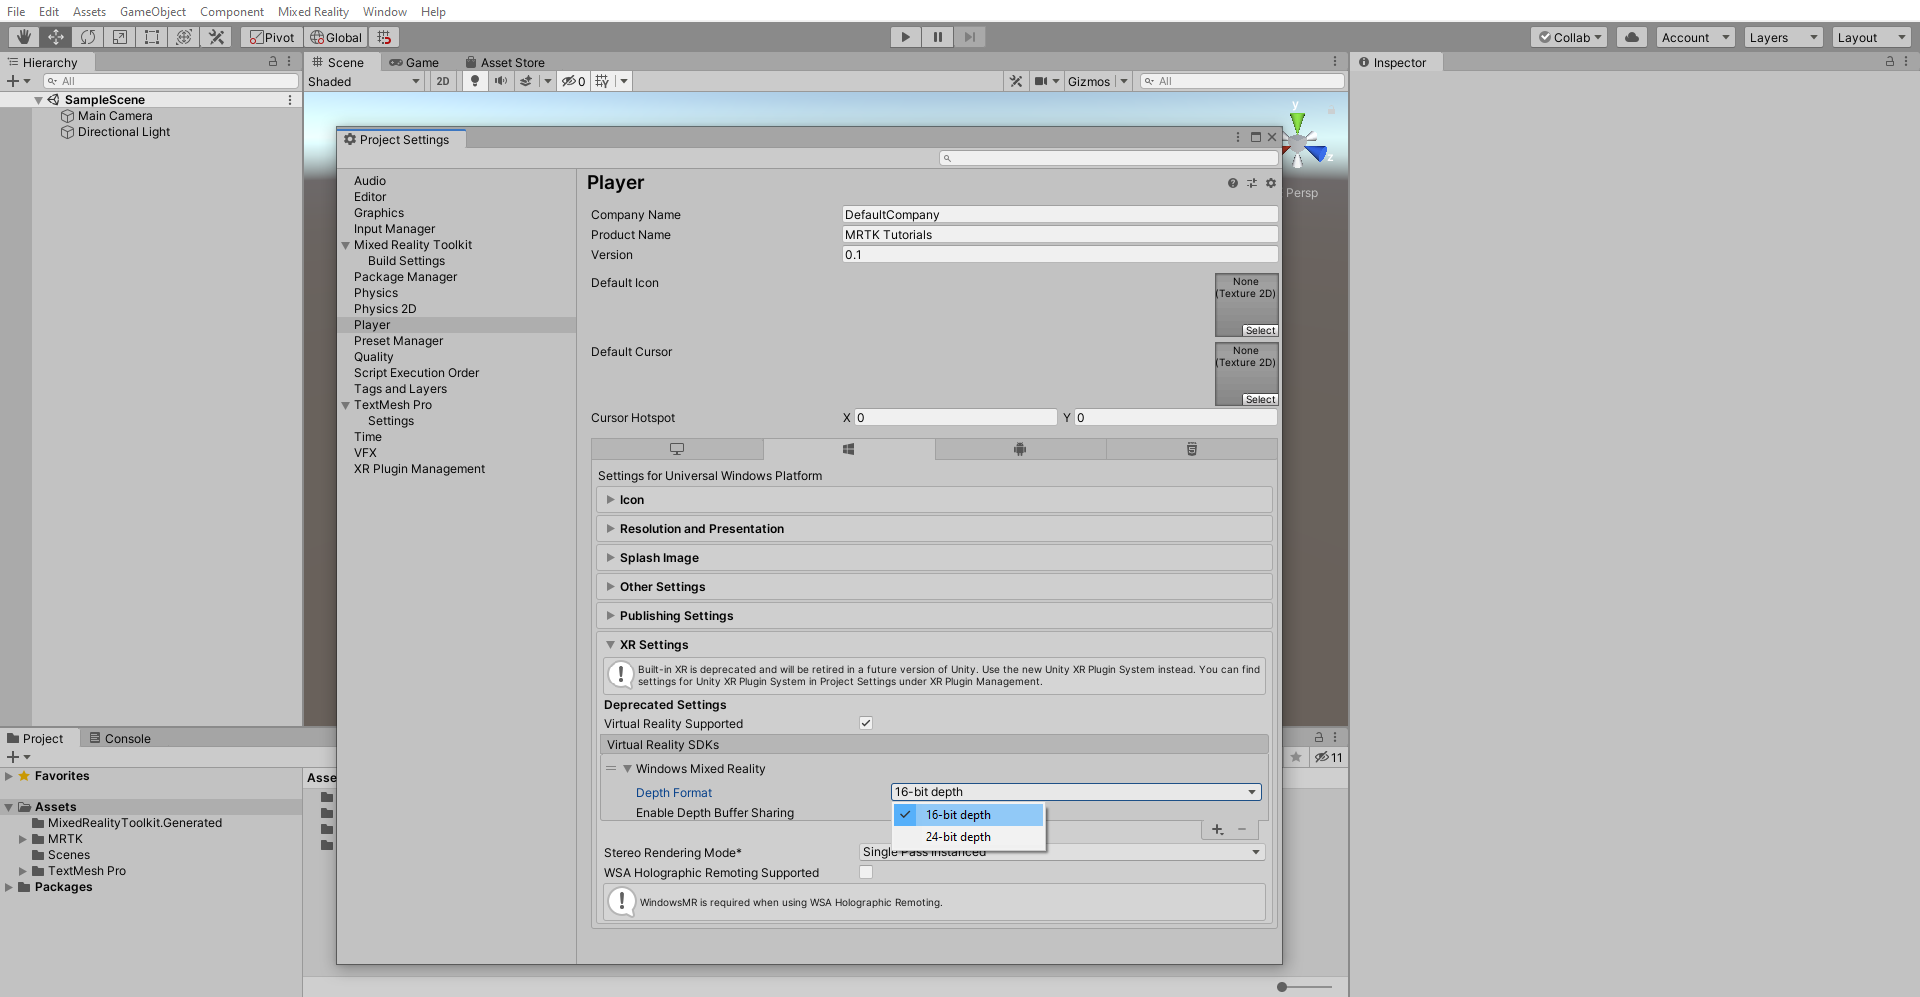 File Edit Assets GameObject Component Mixed Reality Window Help
Pivot Global Collab Account Layers Layout
Hierarchy
All
SampleScene
Main Camera
Directional Light
Scene Game Asset Store
Shaded 2D 0 Gizmos All
y
z
Persp
Inspector
Project Settings
Audio
Editor
Graphics
Input Manager
Mixed Reality Toolkit
Build Settings
Package Manager
Physics
Physics 2D
Player
Preset Manager
Quality
Script Execution Order
Tags and Layers
TextMesh Pro
Settings
Time
VFX
XR Plugin Management
Player
Company Name DefaultCompany
Product Name MRTK Tutorials
Version 0.1
Default Icon
None
(Texture 2D)
Select
Default Cursor
None
(Texture 2D)
Select
Cursor Hotspot X 0 Y 0
Settings for Universal Windows Platform
Icon
Resolution and Presentation
Splash Image
Other Settings
Publishing Settings
XR Settings
Built-in XR is deprecated and will be retired in a future version of Unity. Use the new Unity XR Plugin System instead. You can find
settings for Unity XR Plugin System in Project Settings under XR Plugin Management.
Deprecated Settings
Virtual Reality Supported
Virtual Reality SDKs
Windows Mixed Reality
Depth Format 16-bit depth
16-bit depth
24-bit depth
Enable Depth Buffer Sharing
Stereo Rendering Mode* Single Pass Instanced
WSA Holographic Remoting Supported
WindowsMR is required when using WSA Holographic Remoting.
Project Console
11
Favorites
Assets
MixedRealityToolkit.Generated
MRTK
Scenes
TextMesh Pro
Packages
Asse